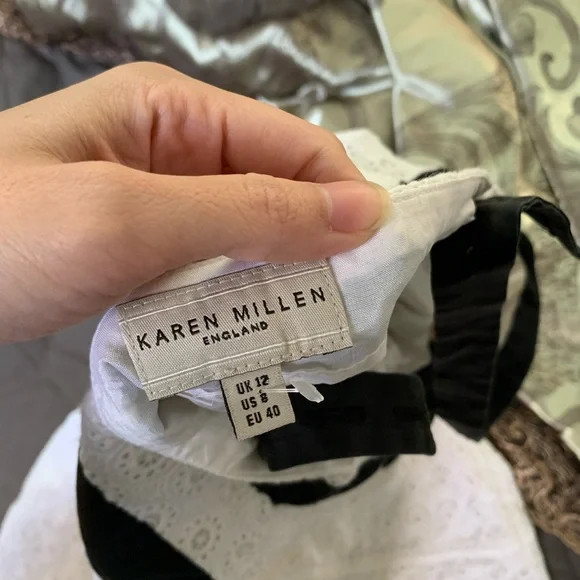 KAREN MILLEN
ENGLAND
UK 12
US 8
EU 40